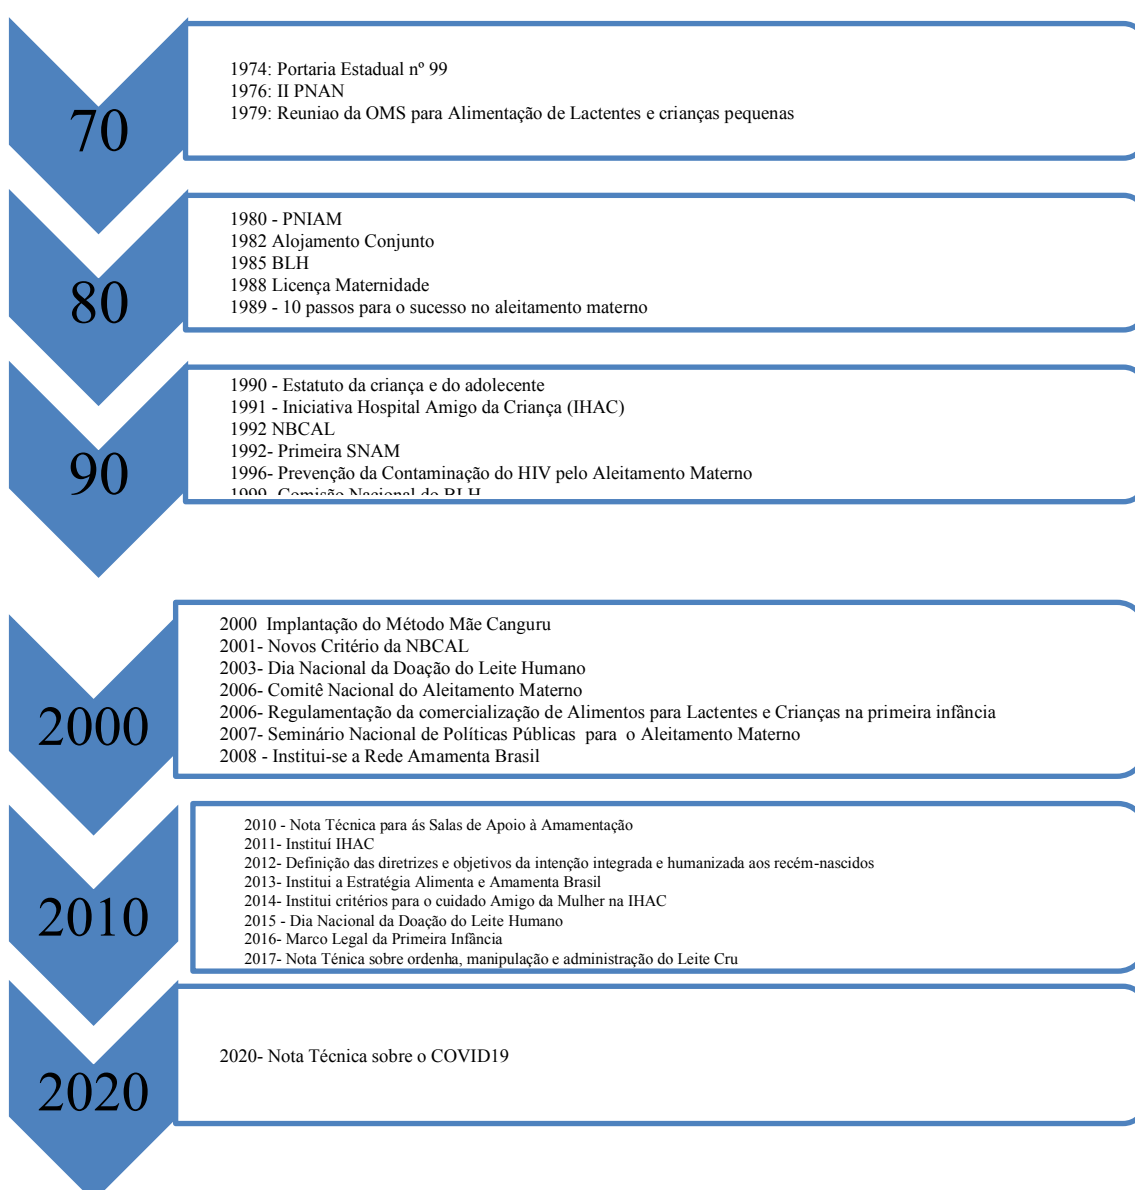 70
1974: Portaria Estadual nº 99
1976: II PNAN
1979: Reuniao da OMS para Alimentação de Lactentes e crianças pequenas
80
1980 - PNIAM
1982 Alojamento Conjunto
1985 BLH
1988 Licença Maternidade
1989 - 10 passos para o sucesso no aleitamento materno
90
1990 - Estatuto da criança e do adolecente
1991 - Iniciativa Hospital Amigo da Criança (IHAC)
1992 NBCAL
1992- Primeira SNAM
1996- Prevenção da Contaminação do HIV pelo Aleitamento Materno
1999- Comisão Nacional do BLH
2000
2000 Implantação do Método Mãe Canguru
2001- Novos Critério da NBCAL
2003- Dia Nacional da Doação do Leite Humano
2006- Comitê Nacional do Aleitamento Materno
2006- Regulamentação da comercialização de Alimentos para Lactentes e Crianças na primeira infância
2007- Seminário Nacional de Políticas Públicas para o Aleitamento Materno
2008 - Institui-se a Rede Amamenta Brasil
2010
2010 - Nota Técnica para ás Salas de Apoio à Amamentação
2011- Instituí IHAC
2012- Definição das diretrizes e objetivos da intenção integrada e humanizada aos recém-nascidos
2013- Institui a Estratégia Alimenta e Amamenta Brasil
2014- Institui critérios para o cuidado Amigo da Mulher na IHAC
2015 - Dia Nacional da Doação do Leite Humano
2016- Marco Legal da Primeira Infância
2017- Nota Ténica sobre ordenha, manipulação e administração do Leite Cru
2020
2020- Nota Técnica sobre o COVID19